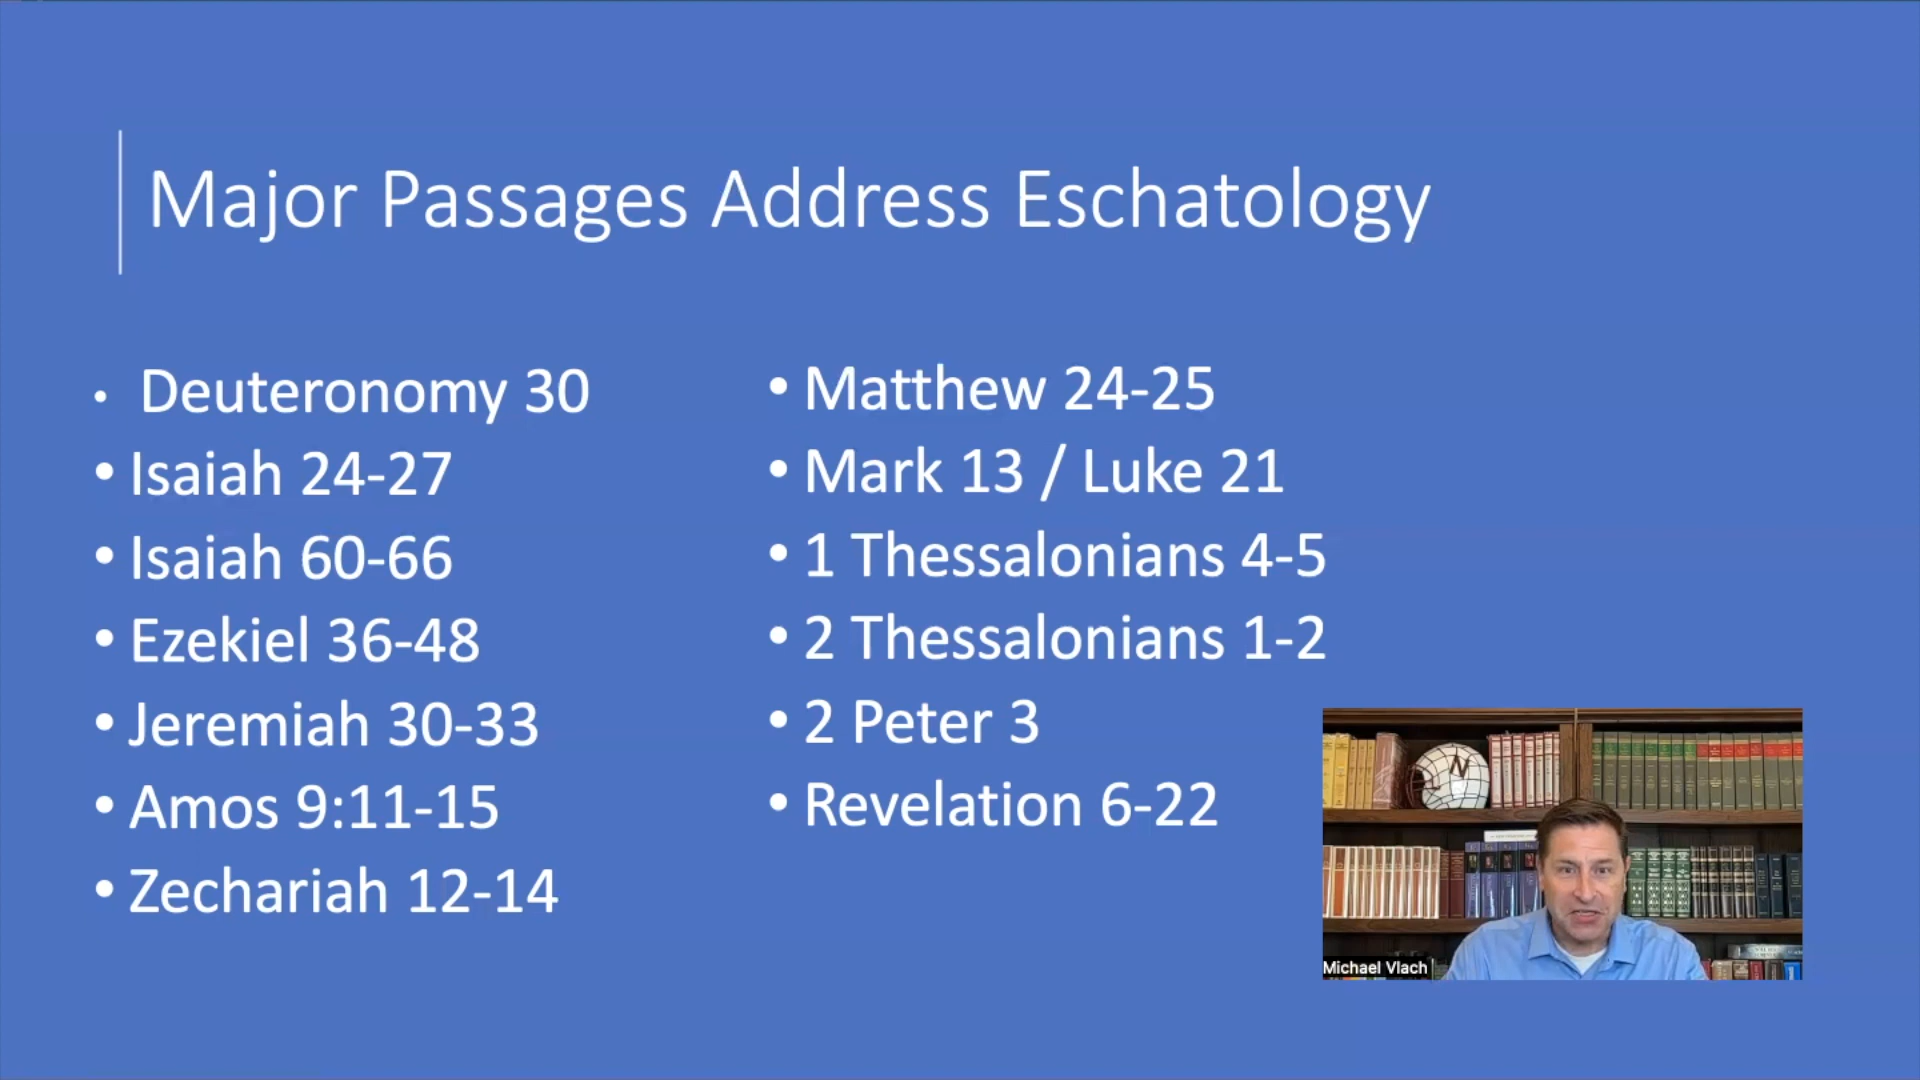 Major Passages Address Eschatology
• Deuteronomy 30
• Isaiah 24-27
• Isaiah 60-66
• Ezekiel 36-48
• Jeremiah 30-33
• Amos 9:11-15
• Zechariah 12-14
• Matthew 24-25
• Mark 13 / Luke 21
• 1 Thessalonians 4-5
• 2 Thessalonians 1-2
• 2 Peter 3
• Revelation 6-22
N
Michael Vlach